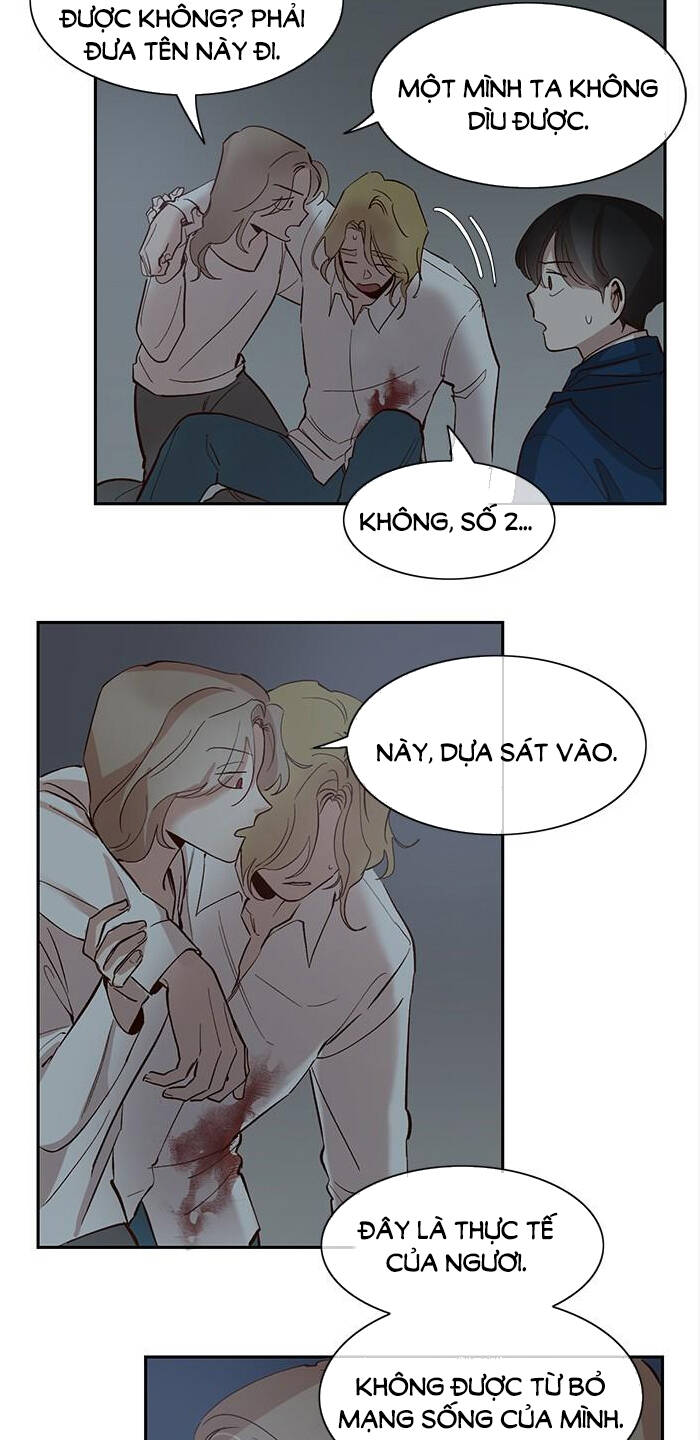 ĐƯỢC KHÔNG? PHẢI
ĐƯA TÊN NÀY ĐI.
MỘT MÌNH TA KHÔNG
DÌU ĐƯỢC.
KHÔNG, SỐ 2...
NÀY, DỰA SÁT VÀO.
ĐÂY LÀ THỰC TẾ
CỦA NGƯƠI.
KHÔNG ĐƯỢC TỪ BỎ
MẠNG SỐNG CỦA MÌNH.